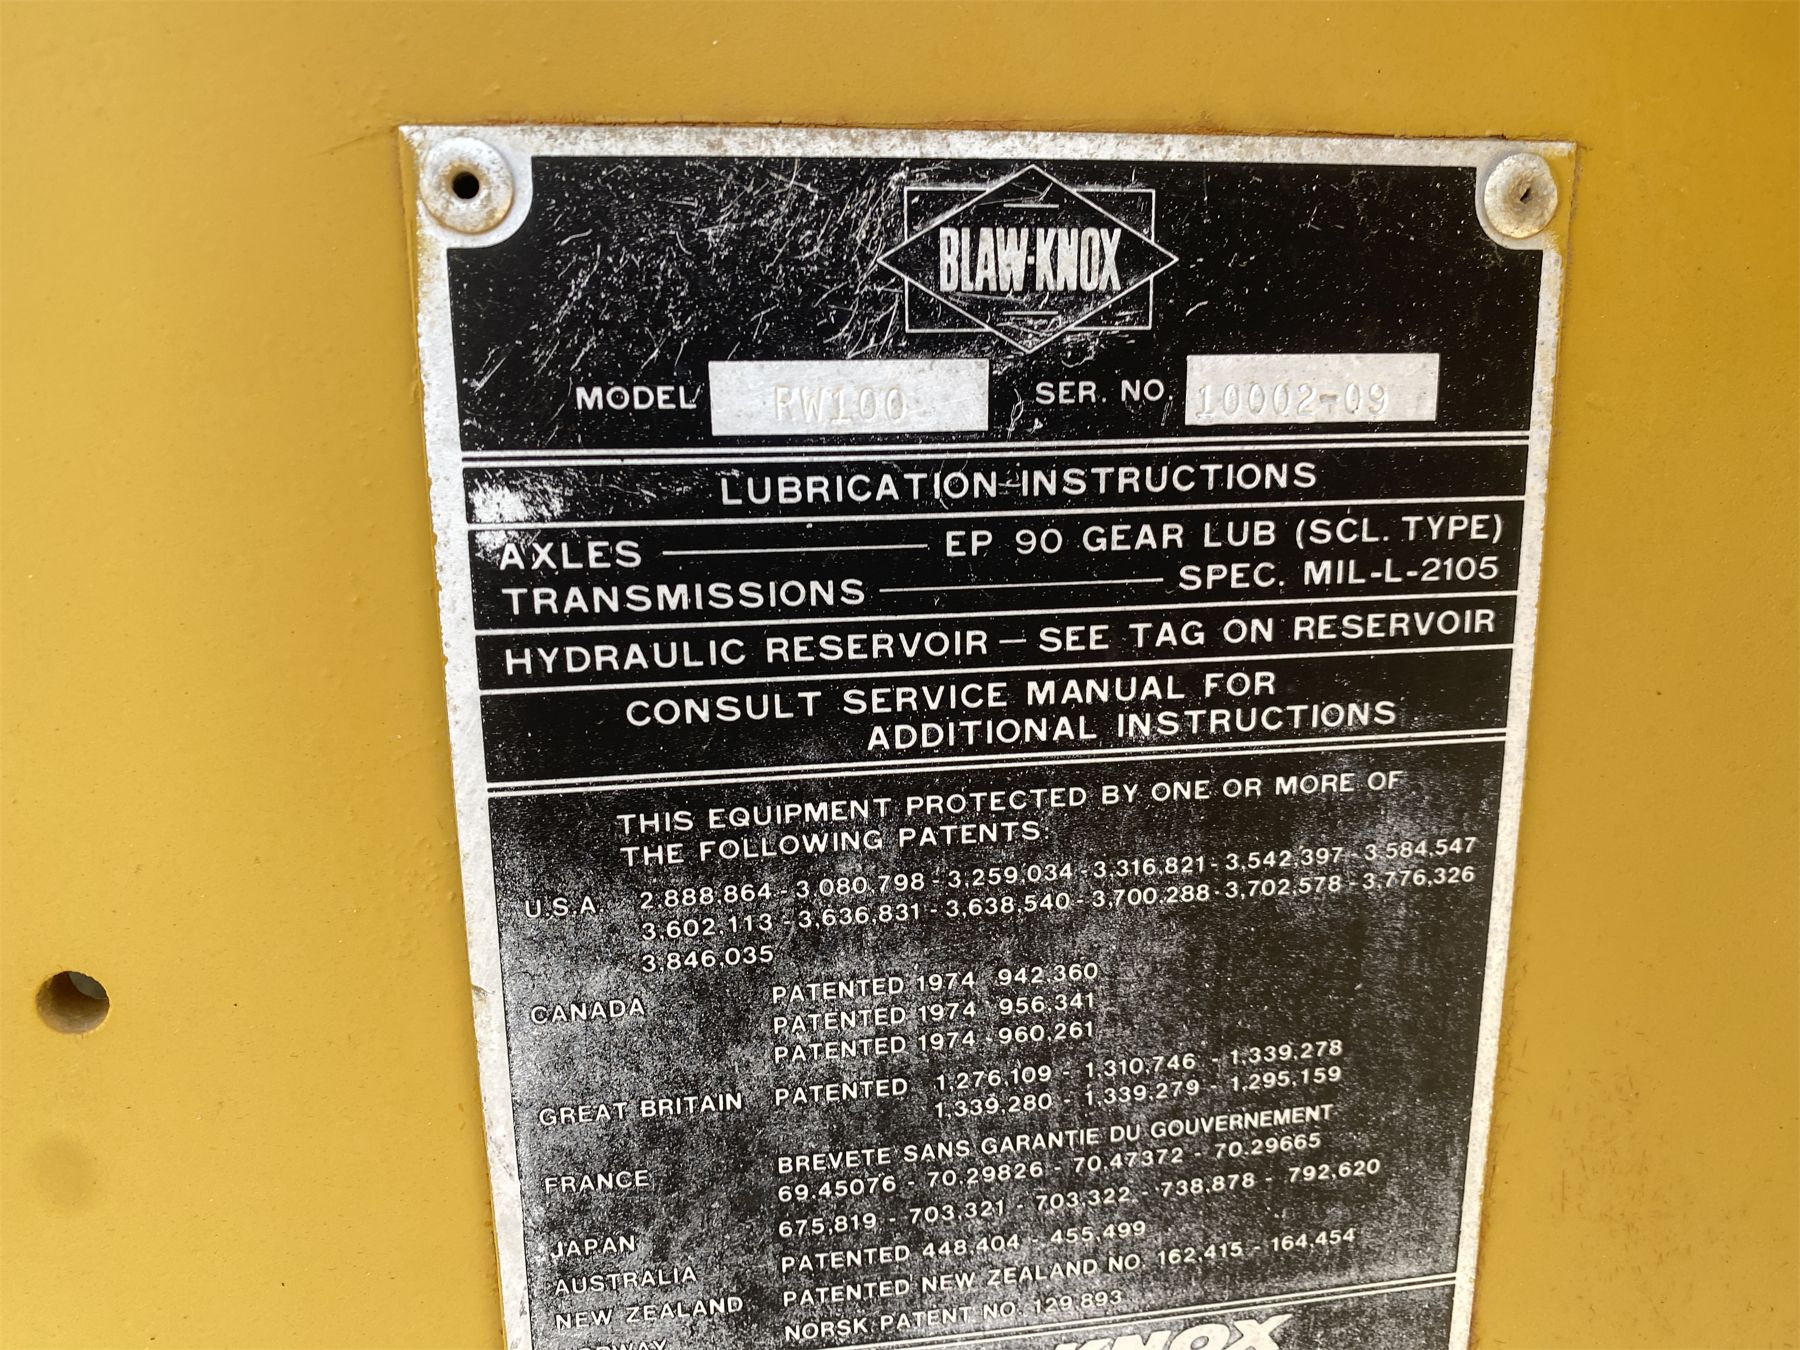 BLAW-KNOX
MODEL RW100 SER. NO. 10002-09
LUBRICATION INSTRUCTIONS
AXLES EP 90 GEAR LUB (SCL. TYPE)
TRANSMISSIONS SPEC. MIL-L-2105
HYDRAULIC RESERVOIR — SEE TAG ON RESERVOIR
CONSULT SERVICE MANUAL FOR
ADDITIONAL INSTRUCTIONS
THIS EQUIPMENT PROTECTED BY ONE OR MORE OF
THE FOLLOWING PATENTS:
U.S.A. 2,888,864 - 3,080,798 - 3,259,034 - 3,316,821 - 3,542,397 - 3,584,547
3,602,113 - 3,636,831 - 3,638,540 - 3,700,288 - 3,702,578 - 3,776,326
3,846,035
CANADA PATENTED 1974 942,360
PATENTED 1974 956,341
PATENTED 1974 960,261
GREAT BRITAIN PATENTED 1,276,109 - 1,310,746 - 1,339,278
1,339,280 - 1,339,279 - 1,295,159
FRANCE BREVETE SANS GARANTIE DU GOUVERNEMENT
69.45076 - 70.29826 - 70.47372 - 70.29665
JAPAN 675,819 - 703,321 - 703,322 - 738,878 - 792,620
AUSTRALIA PATENTED 448,404 - 455,499
NEW ZEALAND PATENTED NEW ZEALAND NO. 162,415 - 164,454
NORWAY NORSK PATENT NO. 129,893
KNOX